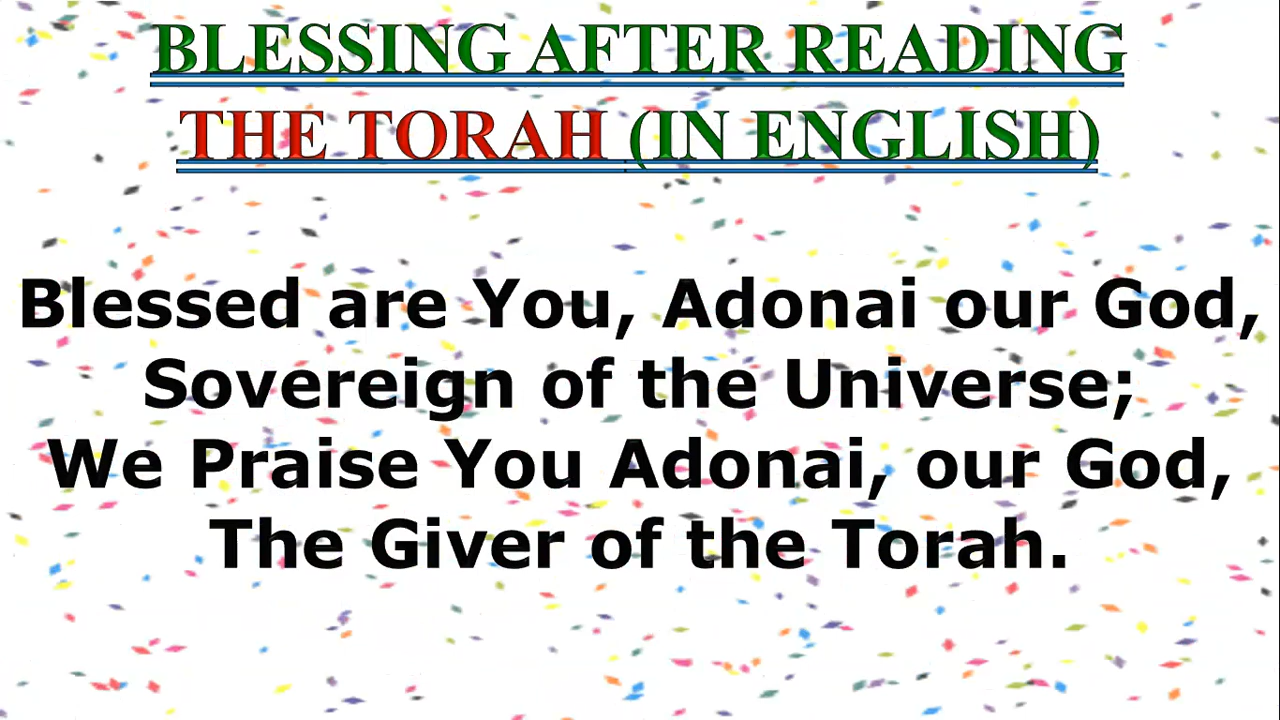 BLESSING AFTER READING
THE TORAH (IN ENGLISH)
Blessed are You, Adonai our God,
Sovereign of the Universe;
We Praise You Adonai, our God,
The Giver of the Torah.